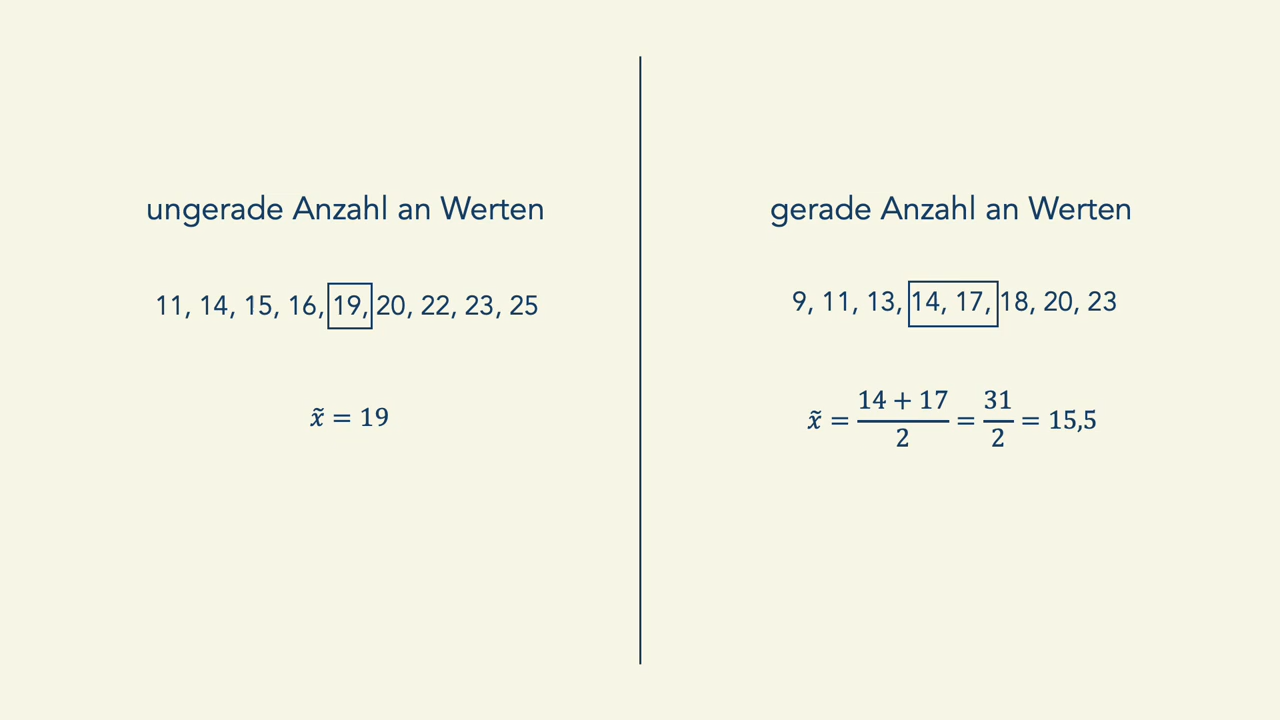 ungerade Anzahl an Werten
11, 14, 15, 16, 19, 20, 22, 23, 25
x̃ = 19
gerade Anzahl an Werten
9, 11, 13, 14, 17, 18, 20, 23
x̃ = (14 + 17)/2 = 31/2 = 15,5